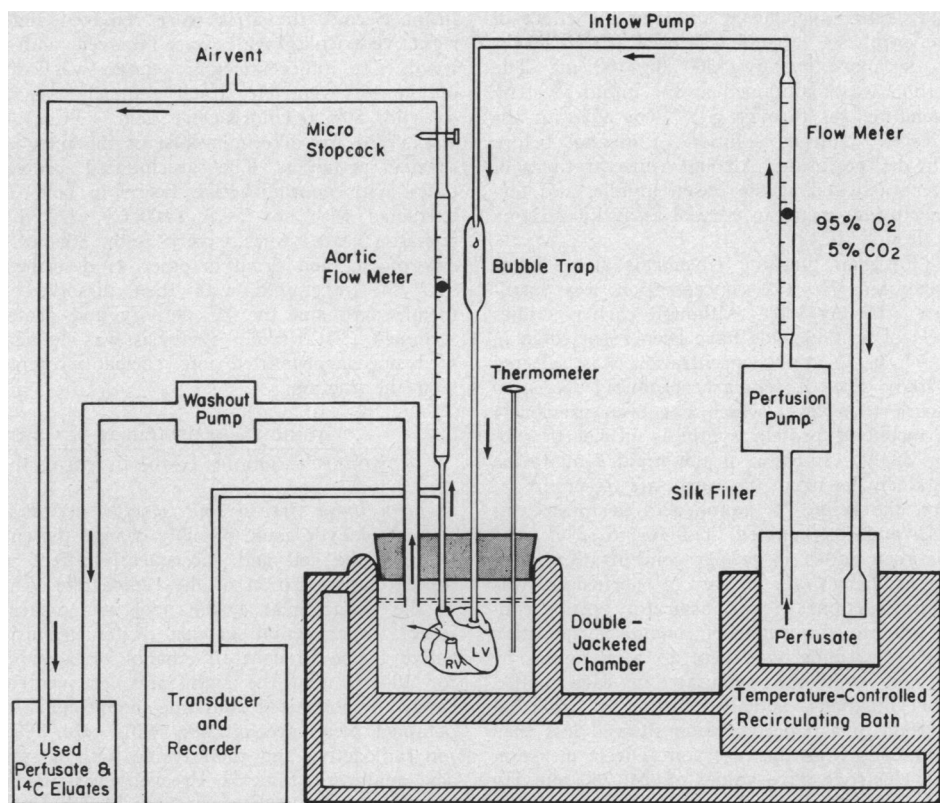 Inflow Pump
Airvent
Micro
Stopcock
Flow Meter
95% O2
5% CO2
Aortic
Flow Meter
Bubble Trap
Thermometer
Washout
Pump
Perfusion
Pump
Silk Filter
Double-
Jacketed
Chamber
Perfusate
LV
RV
Transducer
and
Recorder
Temperature-Controlled
Recirculating Bath
Used
Perfusate &
14C Eluates